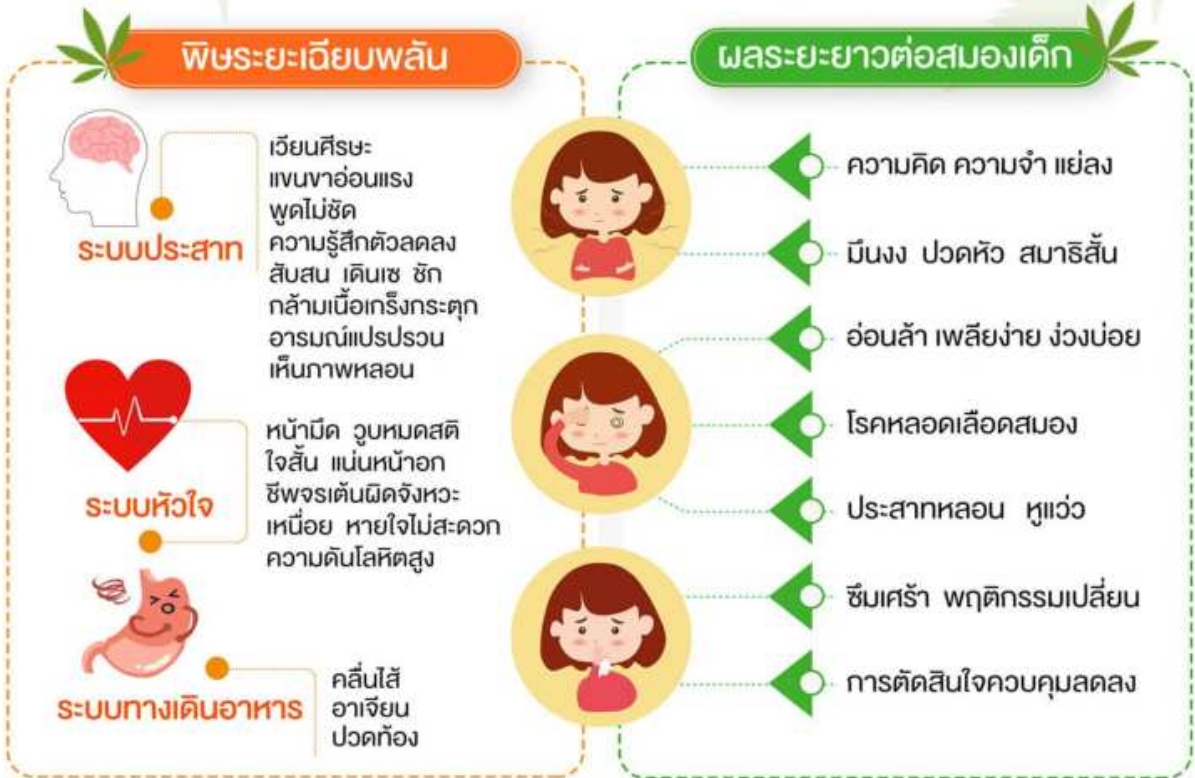 พิษระยะเฉียบพลัน
ระบบประสาท
เวียนศีรษะ
แขนขาอ่อนแรง
พูดไม่ชัด
ความรู้สึกตัวลดลง
สับสน เดินเซ ชัก
กล้ามเนื้อเกร็งกระตุก
อารมณ์แปรปรวน
เห็นภาพหลอน
ระบบหัวใจ
หน้ามืด วูบหมดสติ
ใจสั่น แน่นหน้าอก
ชีพจรเต้นผิดจังหวะ
เหนื่อย หายใจไม่สะดวก
ความดันโลหิตสูง
ระบบทางเดินอาหาร
คลื่นไส้
อาเจียน
ปวดท้อง
ผลระยะยาวต่อสมองเด็ก
ความคิด ความจำ แย่ลง
มึนงง ปวดหัว สมาธิสั้น
อ่อนล้า เพลียง่าย ง่วงบ่อย
โรคหลอดเลือดสมอง
ประสาทหลอน หูแว่ว
ซึมเศร้า พฤติกรรมเปลี่ยน
การตัดสินใจควบคุมลดลง